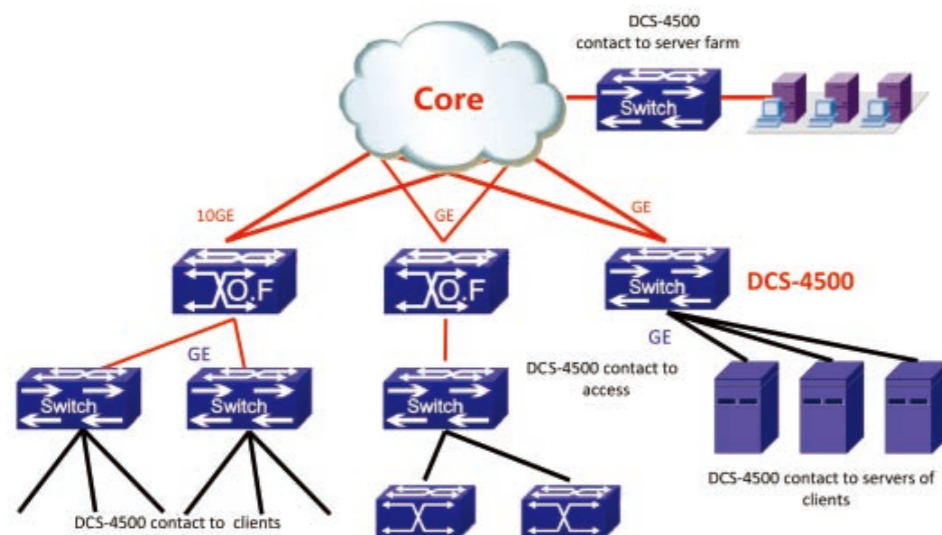 DCS-4500
contact to server farm
Core
Switch
10GE
GE
GE
O.F
O.F
Switch
DCS-4500
GE
GE
DCS-4500 contact to
access
Switch
Switch
Switch
DCS-4500 contact to servers of
clients
DCS-4500 contact to clients